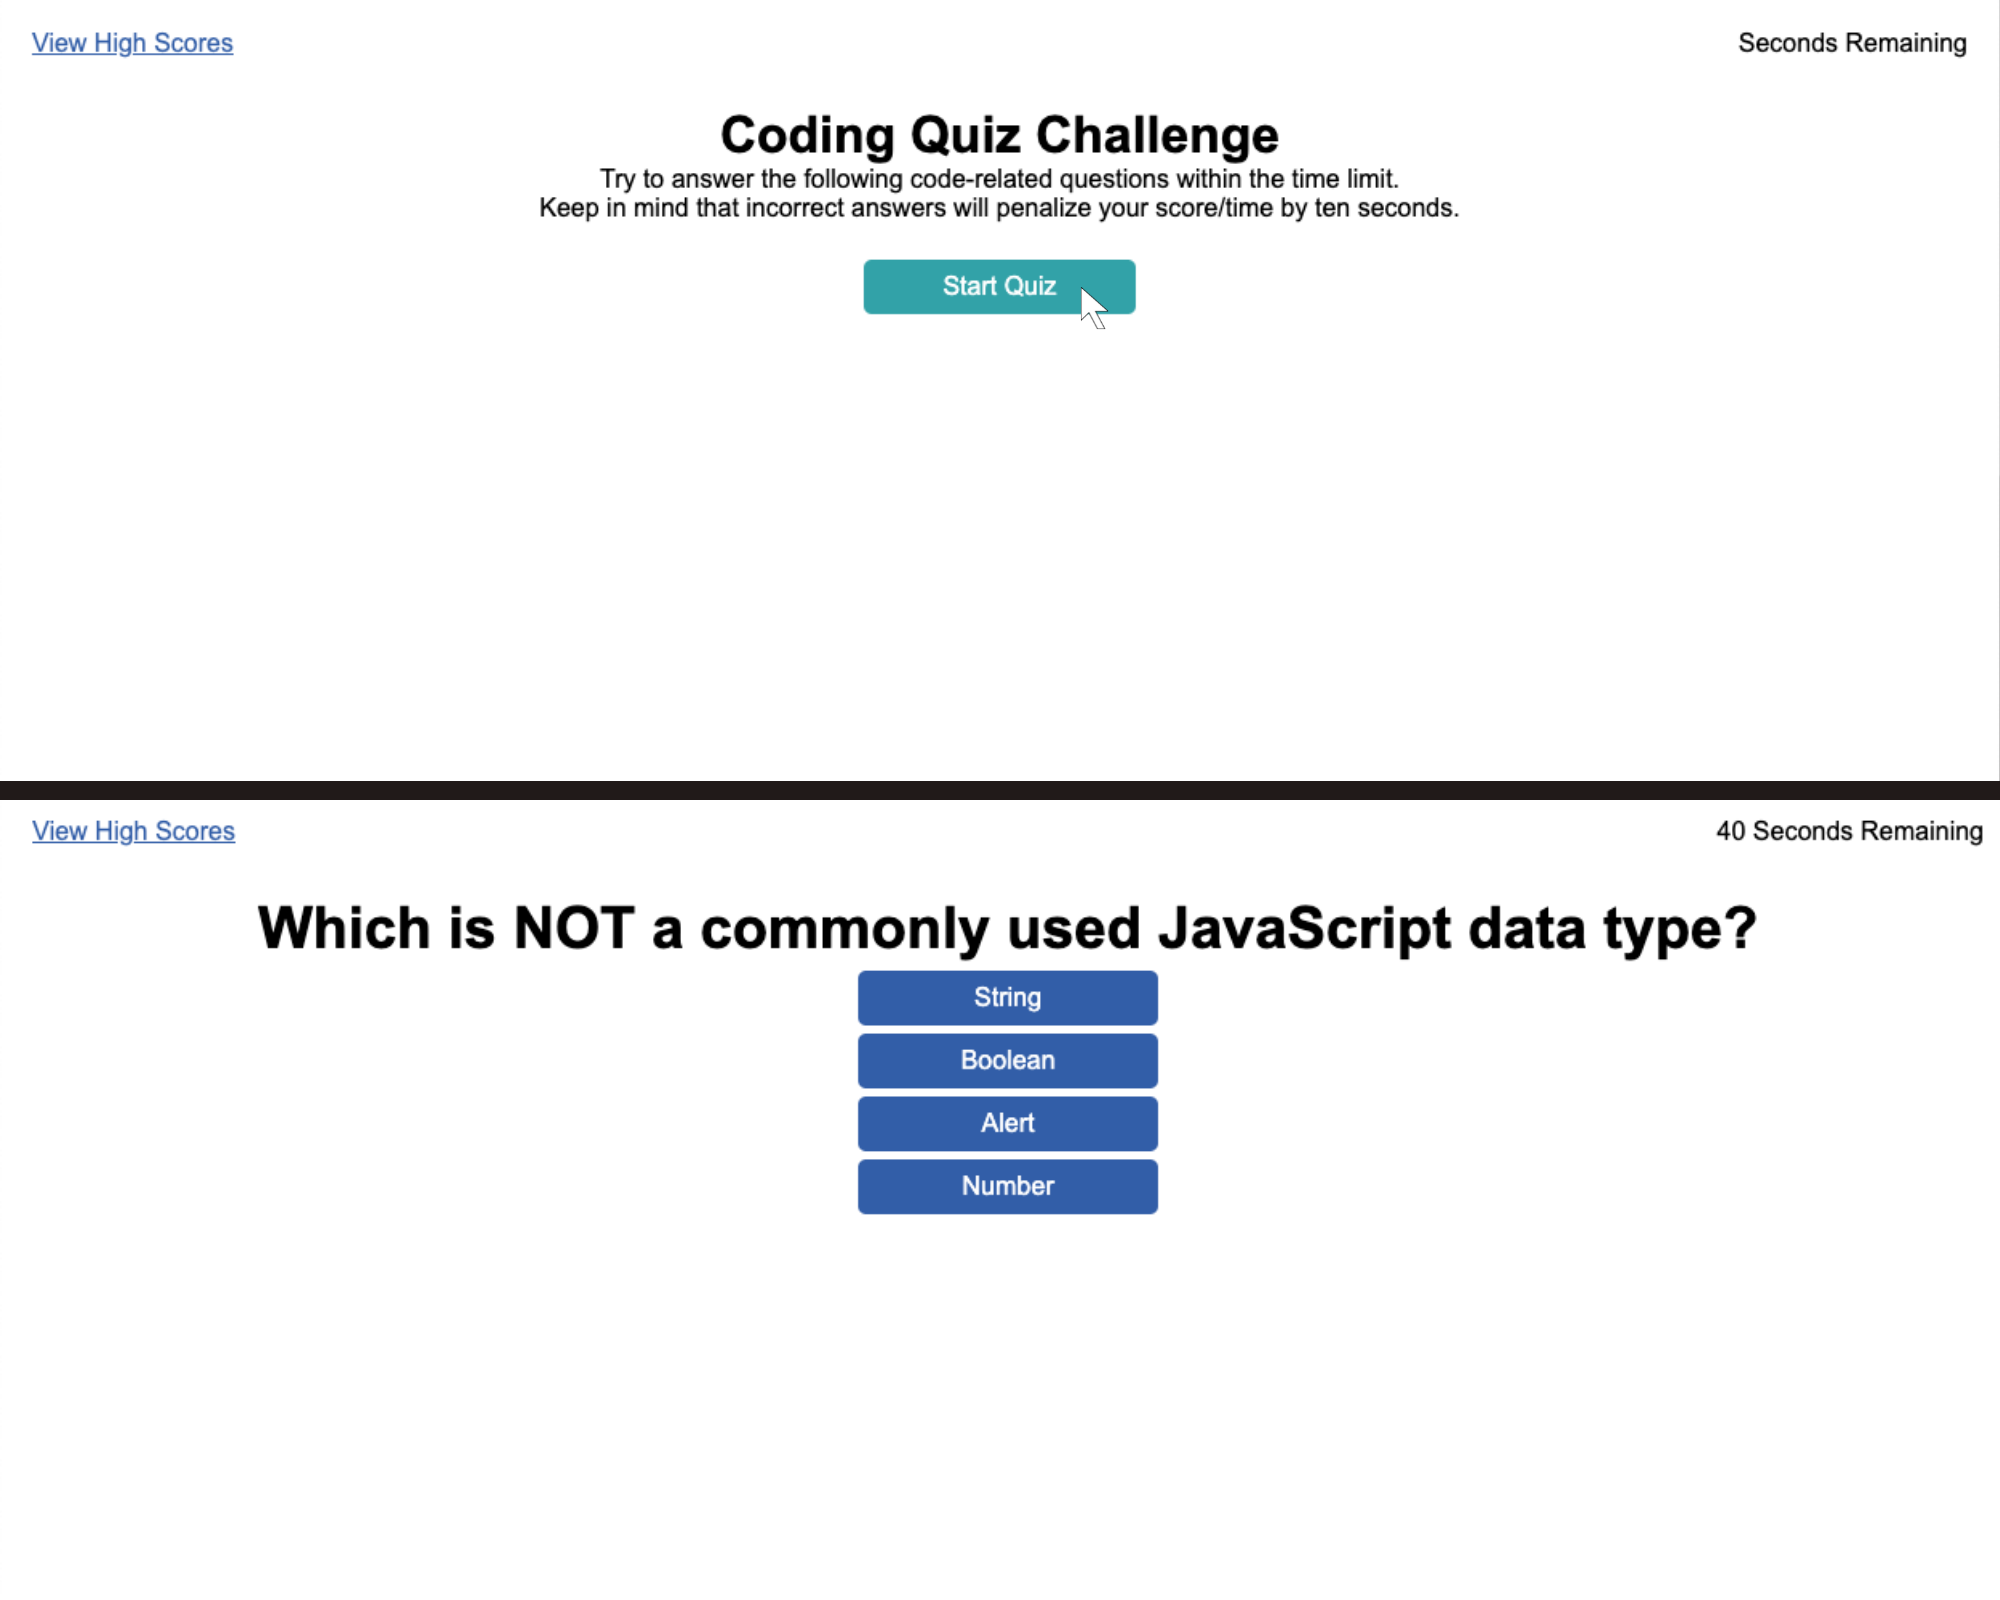 View High Scores
Seconds Remaining
Coding Quiz Challenge
Try to answer the following code-related questions within the time limit.
Keep in mind that incorrect answers will penalize your score/time by ten seconds.
Start Quiz
View High Scores
40 Seconds Remaining
Which is NOT a commonly used JavaScript data type?
String
Boolean
Alert
Number